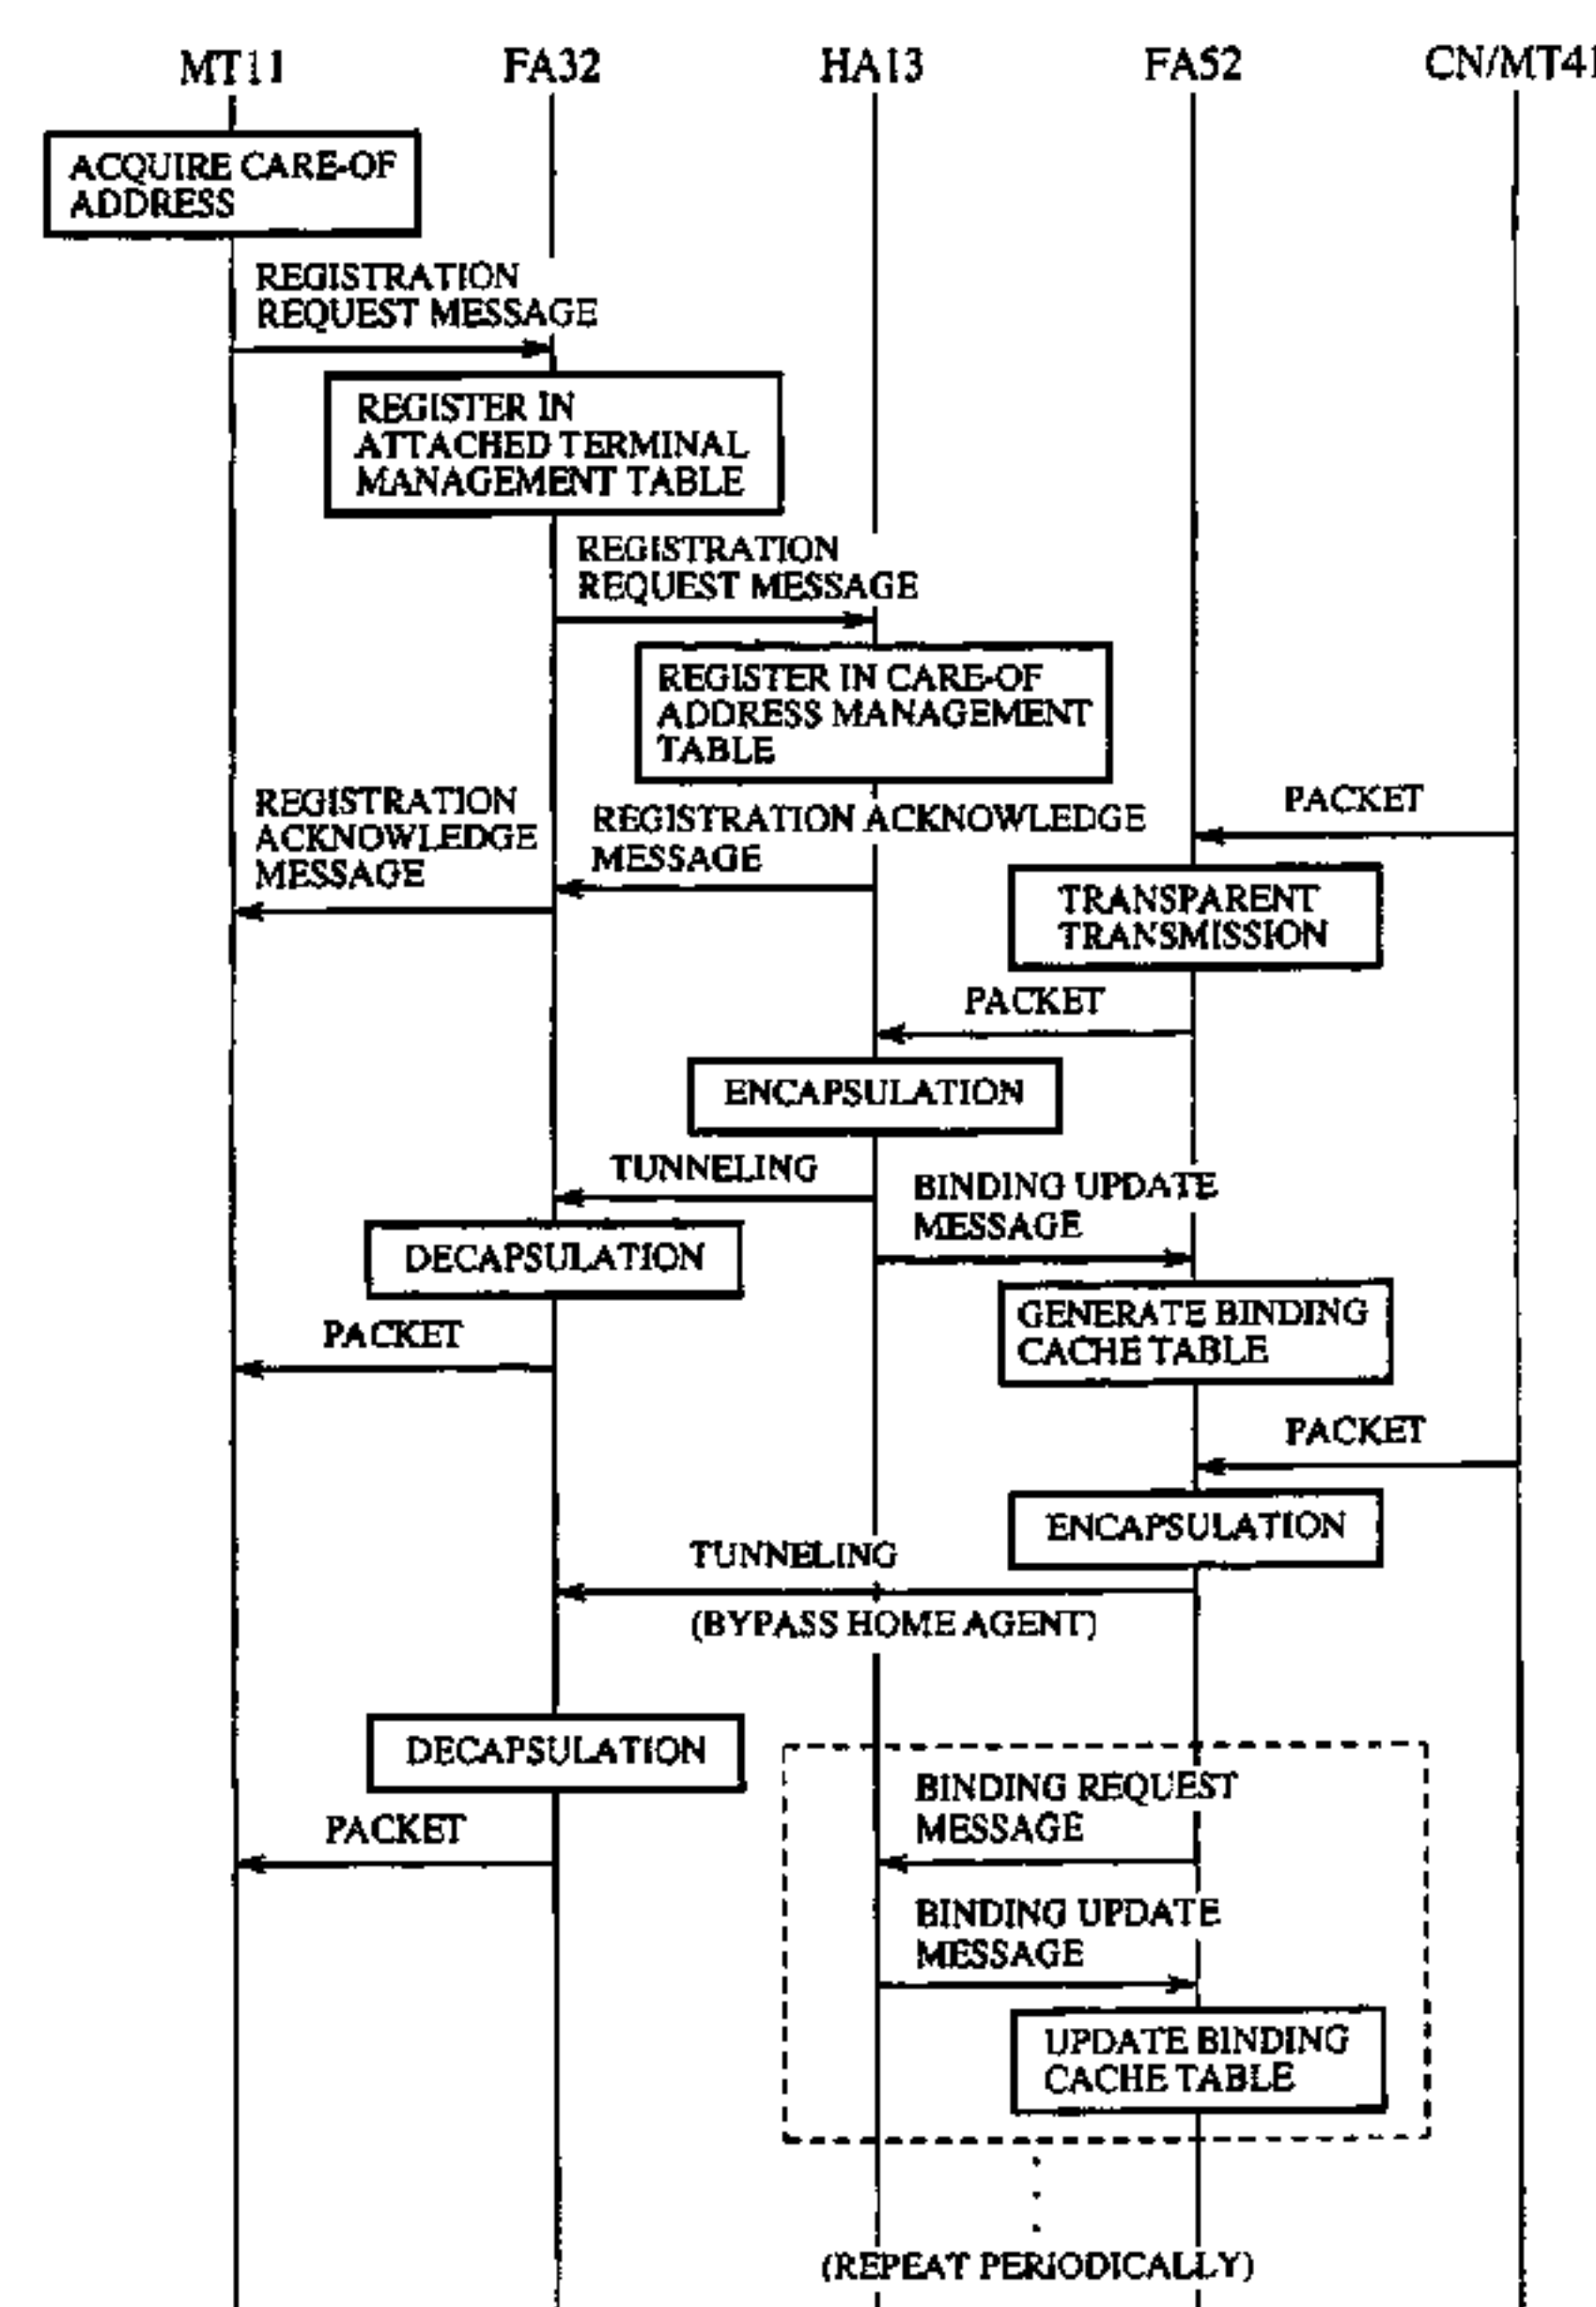 MT11 FA32 HA13 FA52 CN/MT41
ACQUIRE CARE-OF
ADDRESS
REGISTRATION
REQUEST MESSAGE
REGISTER IN
ATTACHED TERMINAL
MANAGEMENT TABLE
REGISTRATION
REQUEST MESSAGE
REGISTER IN CARE-OF
ADDRESS MANAGEMENT
TABLE
REGISTRATION
ACKNOWLEDGE
MESSAGE
REGISTRATION ACKNOWLEDGE
MESSAGE
PACKET
TRANSPARENT
TRANSMISSION
PACKET
ENCAPSULATION
TUNNELING
BINDING UPDATE
MESSAGE
DECAPSULATION
GENERATE BINDING
CACHE TABLE
PACKET
PACKET
ENCAPSULATION
TUNNELING
(BYPASS HOME AGENT)
DECAPSULATION
PACKET
BINDING REQUEST
MESSAGE
BINDING UPDATE
MESSAGE
UPDATE BINDING
CACHE TABLE
(REPEAT PERIODICALLY)